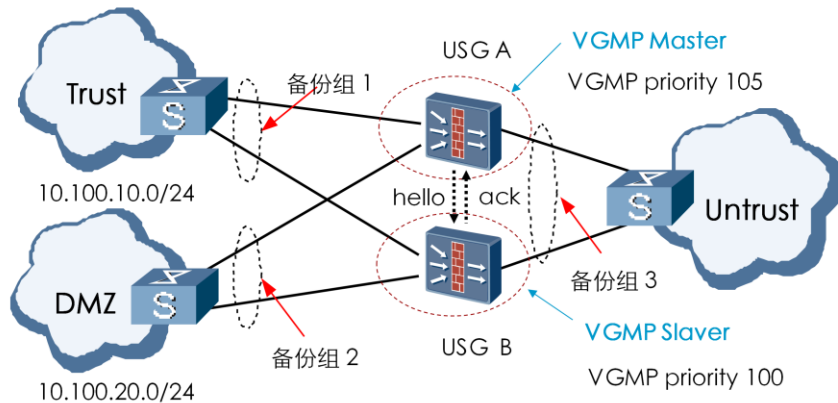 USG A
VGMP Master
VGMP priority 105
备份组 1
Trust
S
10.100.10.0/24
hello
ack
S
Untrust
DMZ
S
备份组 3
备份组 2
USG B
VGMP Slaver
VGMP priority 100
10.100.20.0/24